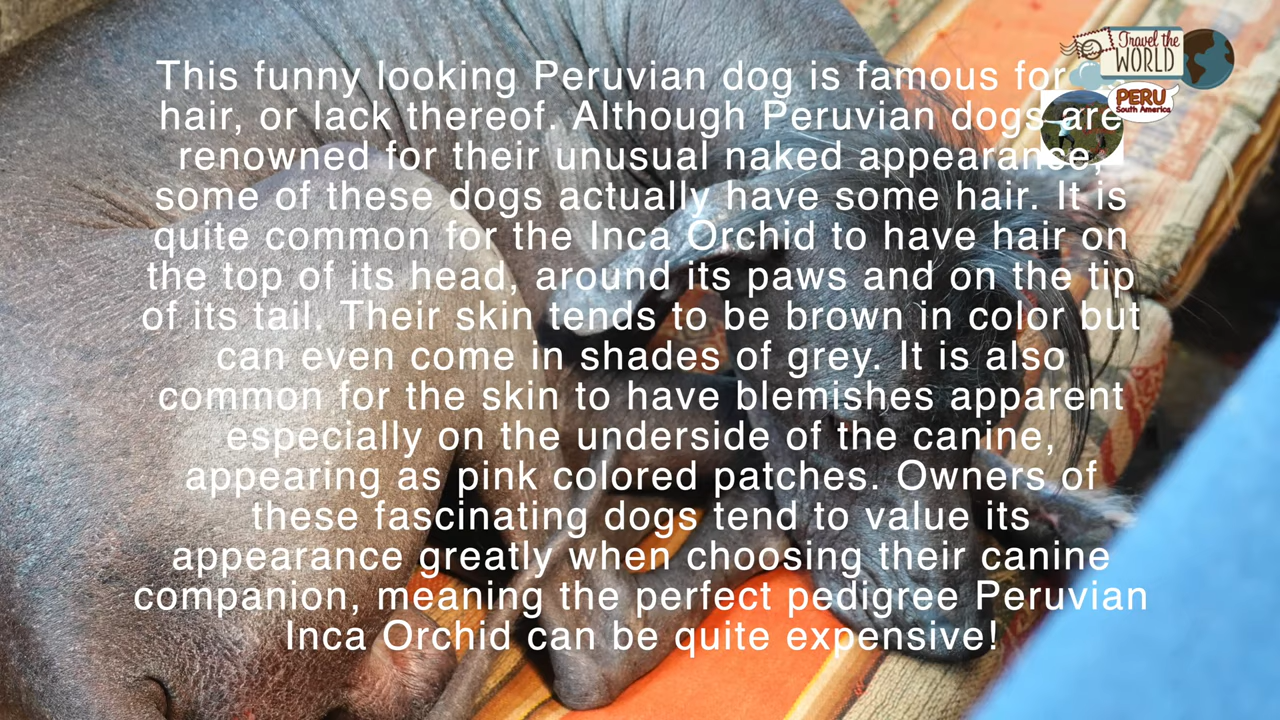 This funny looking Peruvian dog is famous for
hair, or lack thereof. Although Peruvian dogs are
renowned for their unusual naked appearance,
some of these dogs actually have some hair. It is
quite common for the Inca Orchid to have hair on
the top of its head, around its paws and on the tip
of its tail. Their skin tends to be brown in color but
can even come in shades of grey. It is also
common for the skin to have blemishes apparent
especially on the underside of the canine,
appearing as pink colored patches. Owners of
these fascinating dogs tend to value its
appearance greatly when choosing their canine
companion, meaning the perfect pedigree Peruvian
Inca Orchid can be quite expensive!
Travel the
WORLD
PERU
South America